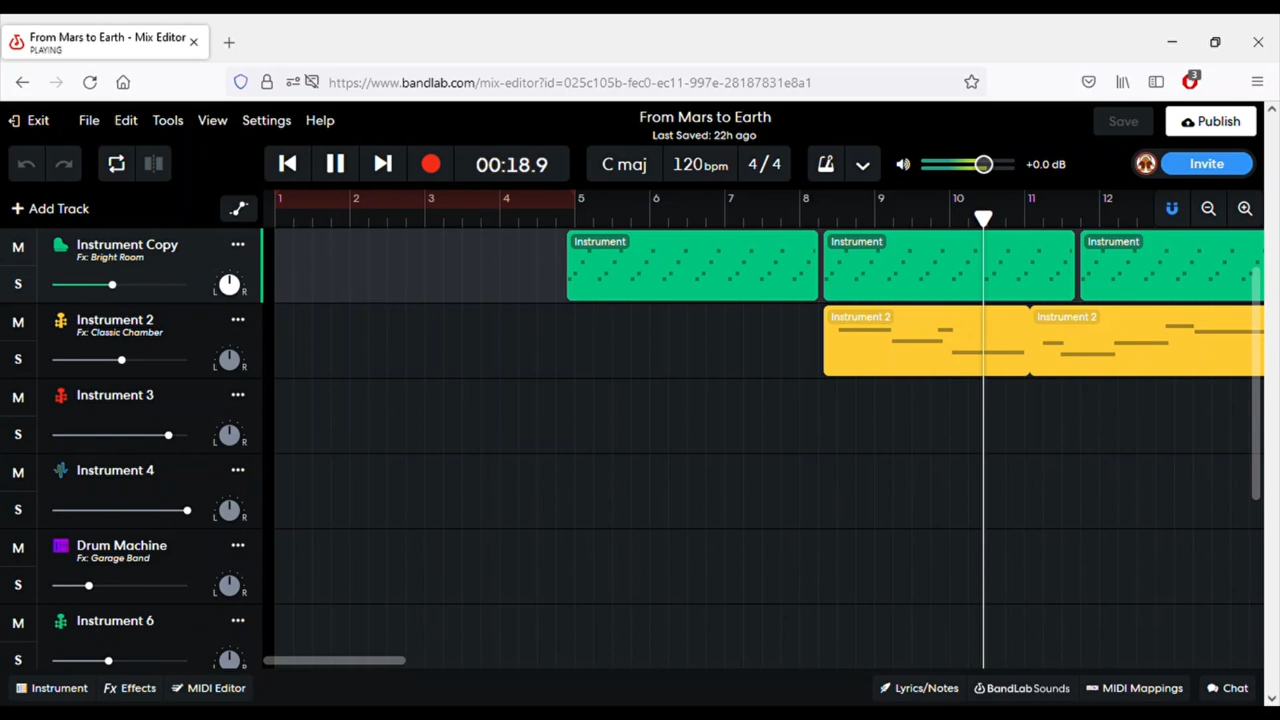 From Mars to Earth - Mix Editor
PLAYING
https://www.bandlab.com/mix-editor?id=025c105b-fec0-ec11-997e-28187831e8a1
3
Exit File Edit Tools View Settings Help
From Mars to Earth
Last Saved: 22h ago
Save Publish
00:18.9 C maj 120 bpm 4 / 4 +0.0 dB Invite
+ Add Track
1 2 3 4 5 6 7 8 9 10 11 12
M Instrument Copy
Fx: Bright Room
S L R
Instrument Instrument Instrument
M Instrument 2
Fx: Classic Chamber
S L R
Instrument 2 Instrument 2
M Instrument 3
S L R
M Instrument 4
S L R
M Drum Machine
Fx: Garage Band
S L R
M Instrument 6
S L R
Instrument Fx Effects MIDI Editor Lyrics/Notes BandLab Sounds MIDI Mappings Chat